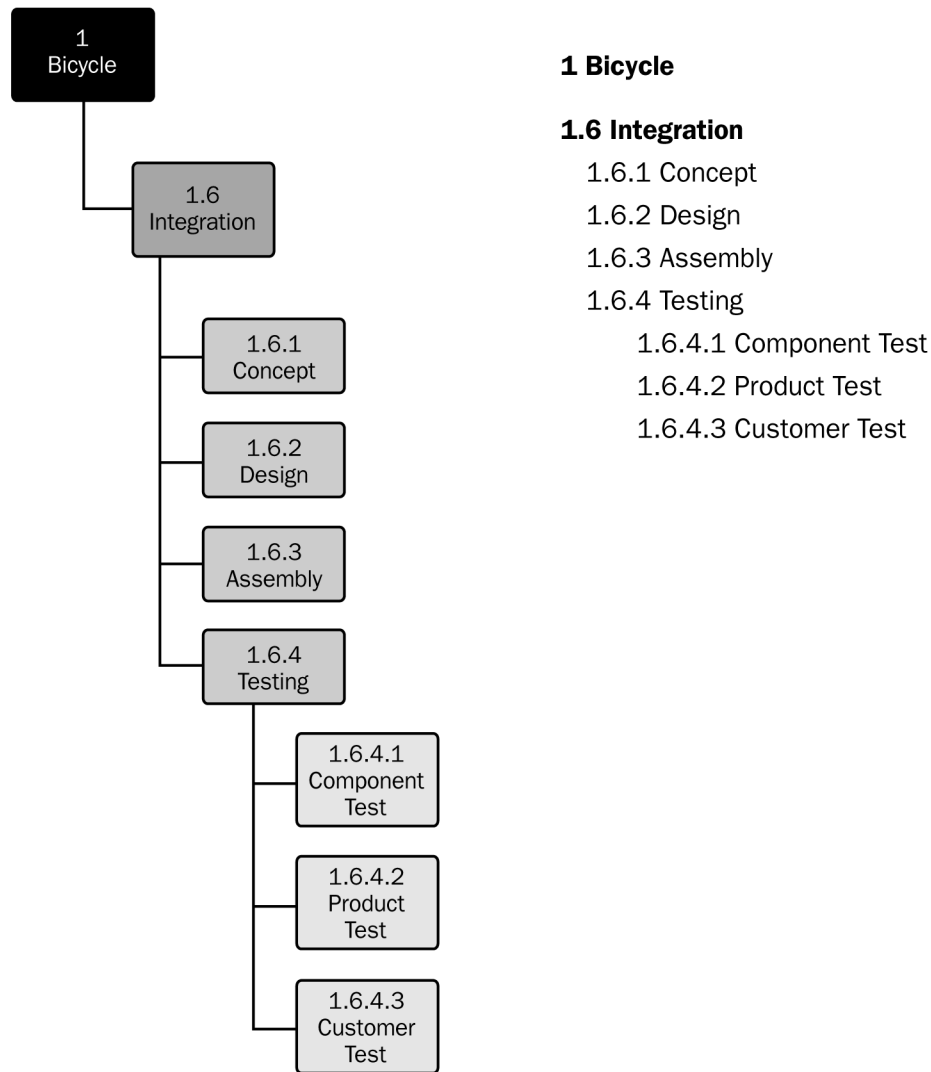 1
Bicycle
1.6
Integration
1.6.1
Concept
1.6.2
Design
1.6.3
Assembly
1.6.4
Testing
1.6.4.1
Component
Test
1.6.4.2
Product
Test
1.6.4.3
Customer
Test
1 Bicycle
1.6 Integration
1.6.1 Concept
1.6.2 Design
1.6.3 Assembly
1.6.4 Testing
1.6.4.1 Component Test
1.6.4.2 Product Test
1.6.4.3 Customer Test